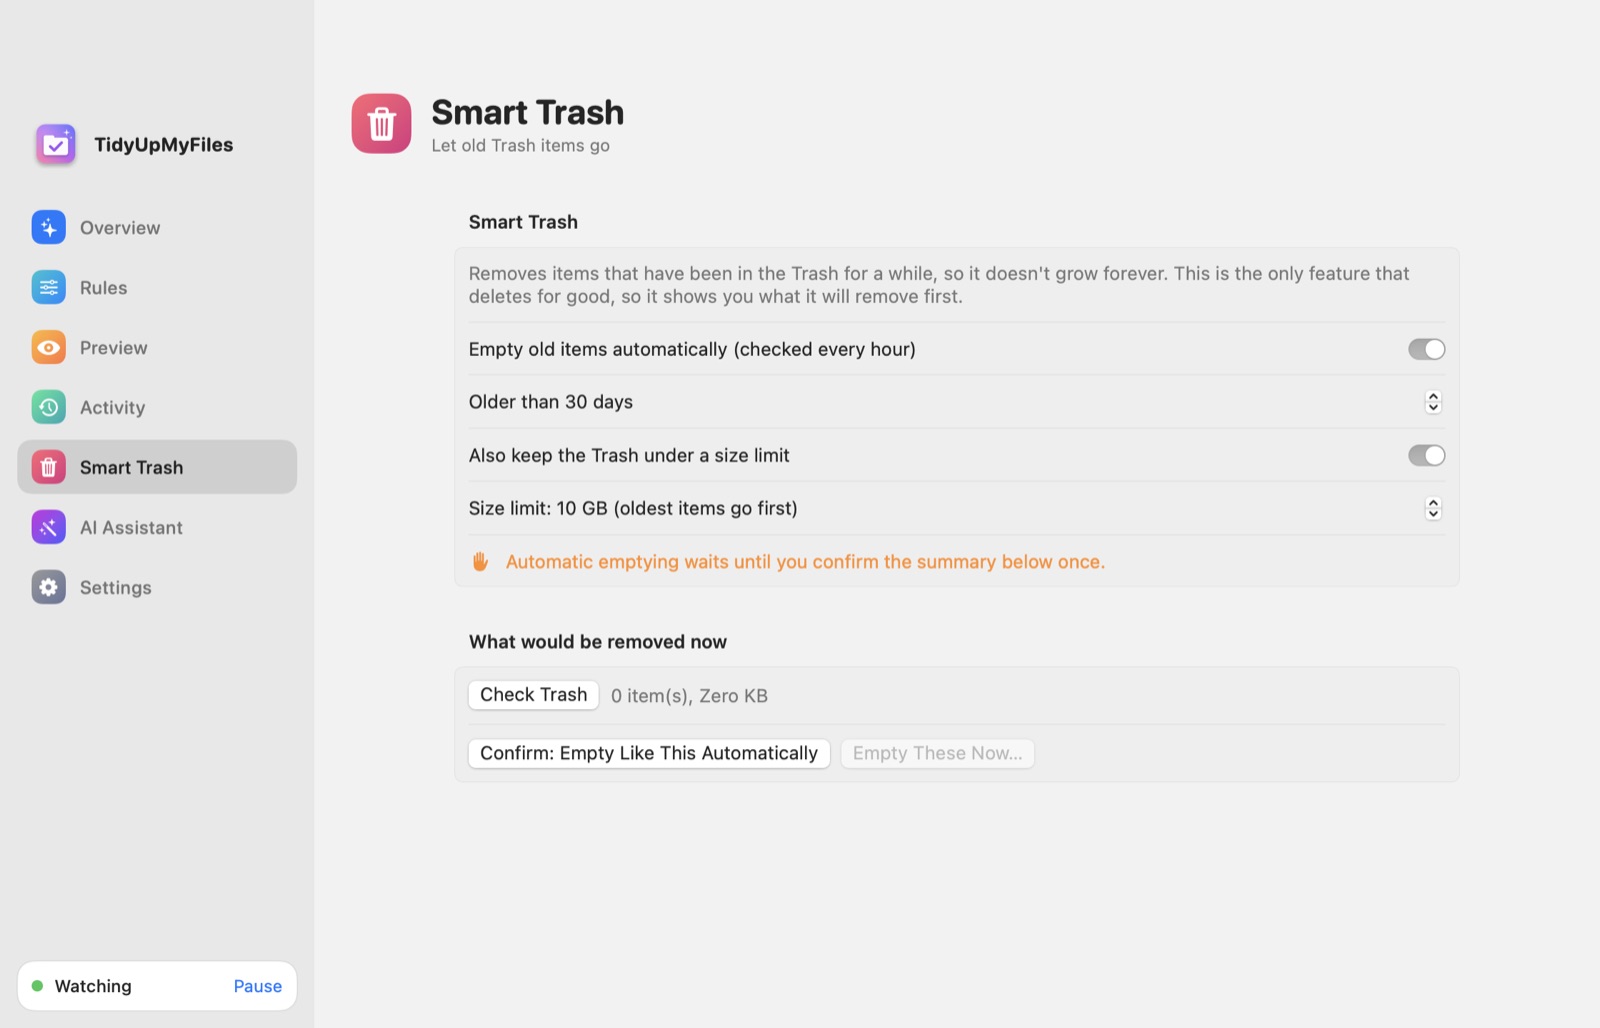 TidyUpMyFiles
Overview
Rules
Preview
Activity
Smart Trash
AI Assistant
Settings
Watching
Pause
Smart Trash
Let old Trash items go
Smart Trash
Removes items that have been in the Trash for a while, so it doesn't grow forever. This is the only feature that
deletes for good, so it shows you what it will remove first.
Empty old items automatically (checked every hour)
Older than 30 days
Also keep the Trash under a size limit
Size limit: 10 GB (oldest items go first)
Automatic emptying waits until you confirm the summary below once.
What would be removed now
Check Trash
0 item(s), Zero KB
Confirm: Empty Like This Automatically
Empty These Now...